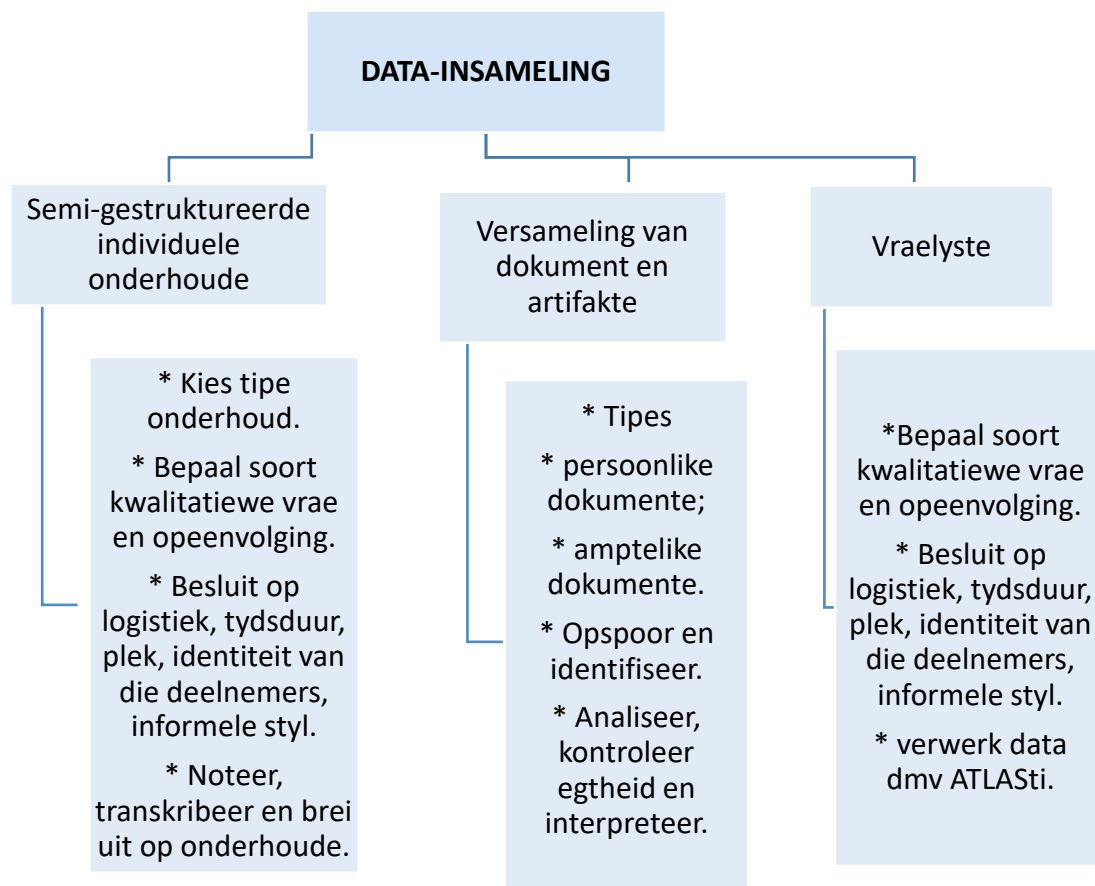 DATA-INSAMELING
Semi-gestruktureerde
individuele
onderhoude
* Kies tipe
onderhoud.
* Bepaal soort
kwalitatiewe vrae
en opeenvolging.
* Besluit op
logistiek, tydsduur,
plek, identiteit van
die deelnemers,
informele styl.
* Noteer,
transkribeer en brei
uit op onderhoude.
Versameling van
dokument en
artifakte
* Tipes
* persoonlike
dokumente;
* amptelike
dokumente.
* Opspoor en
identifiseer.
* Analiseer,
kontroleer
egtheid en
interpreteer.
Vraelyste
*Bepaal soort
kwalitatiewe vrae
en opeenvolging.
* Besluit op
logistiek, tydsduur,
plek, identiteit van
die deelnemers,
informele styl.
* verwerk data
dmv ATLASti.